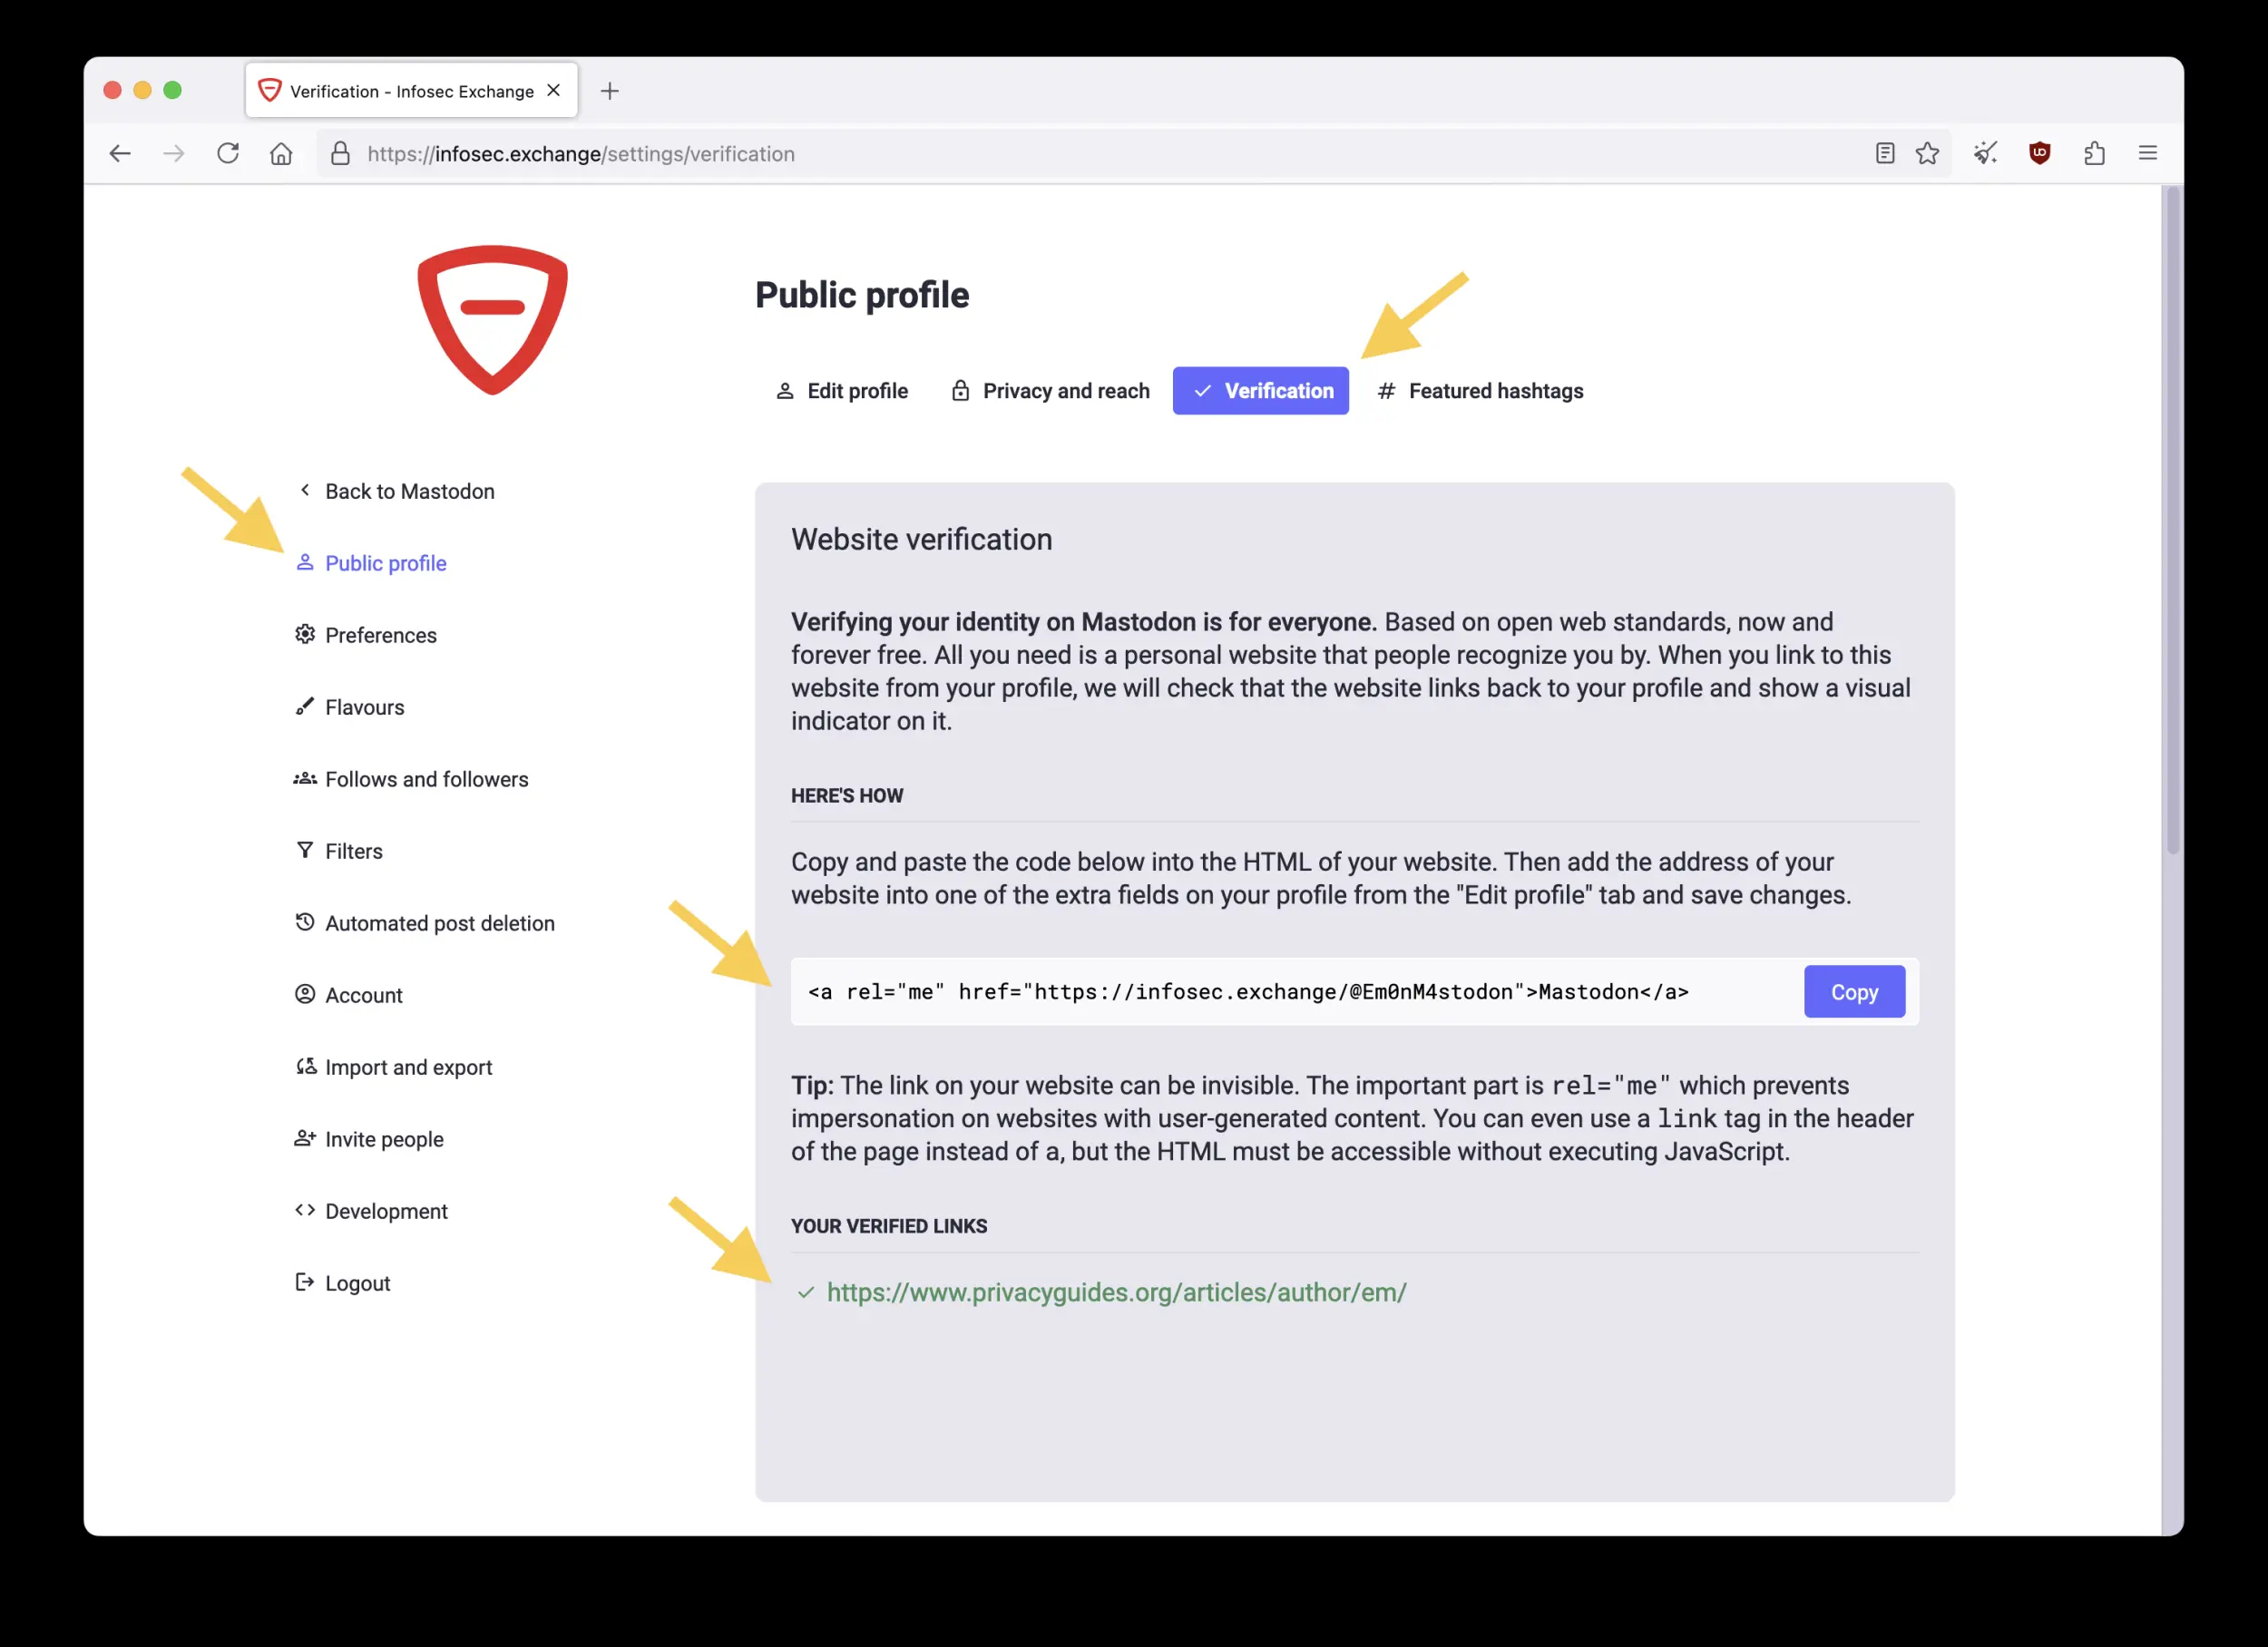 Verification - Infosec Exchange
https://infosec.exchange/settings/verification
Public profile
Edit profile
Privacy and reach
Verification
# Featured hashtags
Back to Mastodon
Public profile
Preferences
Flavours
Follows and followers
Filters
Automated post deletion
Account
Import and export
Invite people
Development
Logout
Website verification
Verifying your identity on Mastodon is for everyone. Based on open web standards, now and
forever free. All you need is a personal website that people recognize you by. When you link to this
website from your profile, we will check that the website links back to your profile and show a visual
indicator on it.
HERE'S HOW
Copy and paste the code below into the HTML of your website. Then add the address of your
website into one of the extra fields on your profile from the "Edit profile" tab and save changes.
<a rel="me" href="https://infosec.exchange/@Em0nM4stodon">Mastodon</a>
Copy
Tip: The link on your website can be invisible. The important part is rel="me" which prevents
impersonation on websites with user-generated content. You can even use a link tag in the header
of the page instead of a, but the HTML must be accessible without executing JavaScript.
YOUR VERIFIED LINKS
https://www.privacyguides.org/articles/author/em/